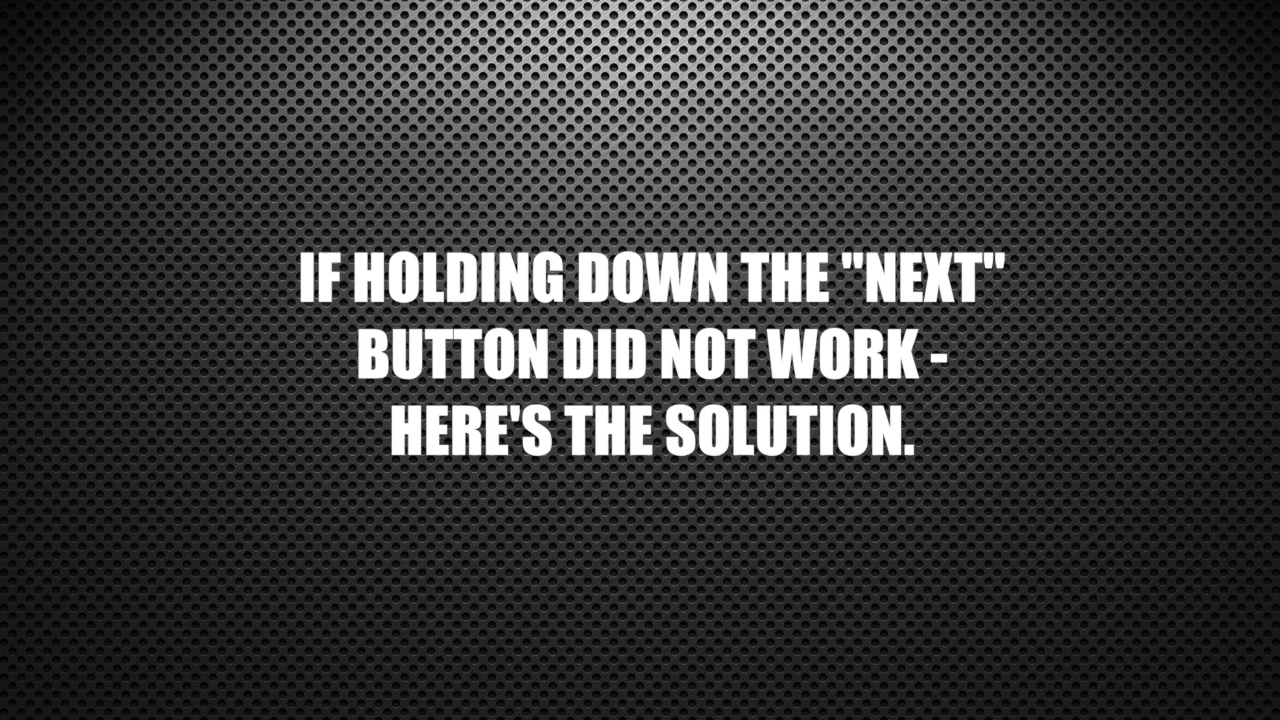 IF HOLDING DOWN THE "NEXT"
BUTTON DID NOT WORK -
HERE'S THE SOLUTION.